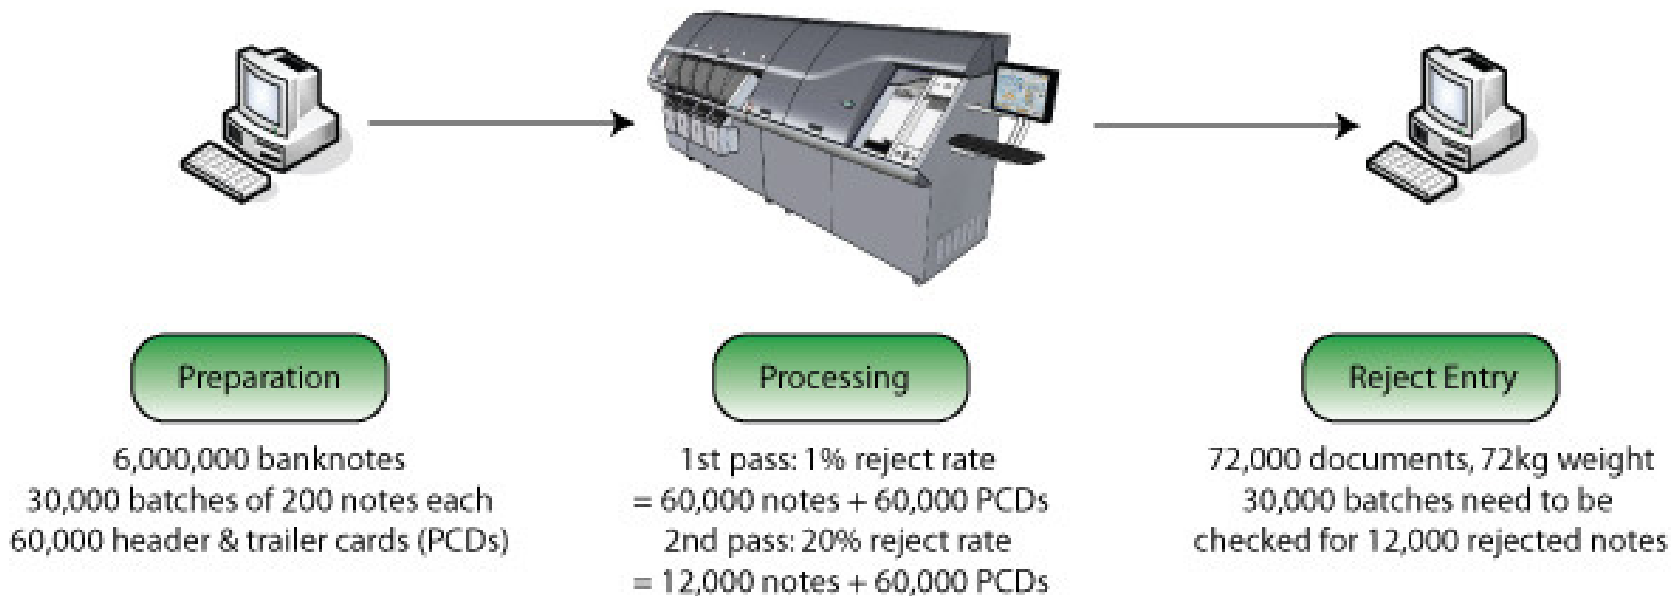 Preparation
6,000,000 banknotes
30,000 batches of 200 notes each
60,000 header & trailer cards (PCDs)
Processing
1st pass: 1% reject rate
= 60,000 notes + 60,000 PCDs
2nd pass: 20% reject rate
= 12,000 notes + 60,000 PCDs
Reject Entry
72,000 documents, 72kg weight
30,000 batches need to be
checked for 12,000 rejected notes